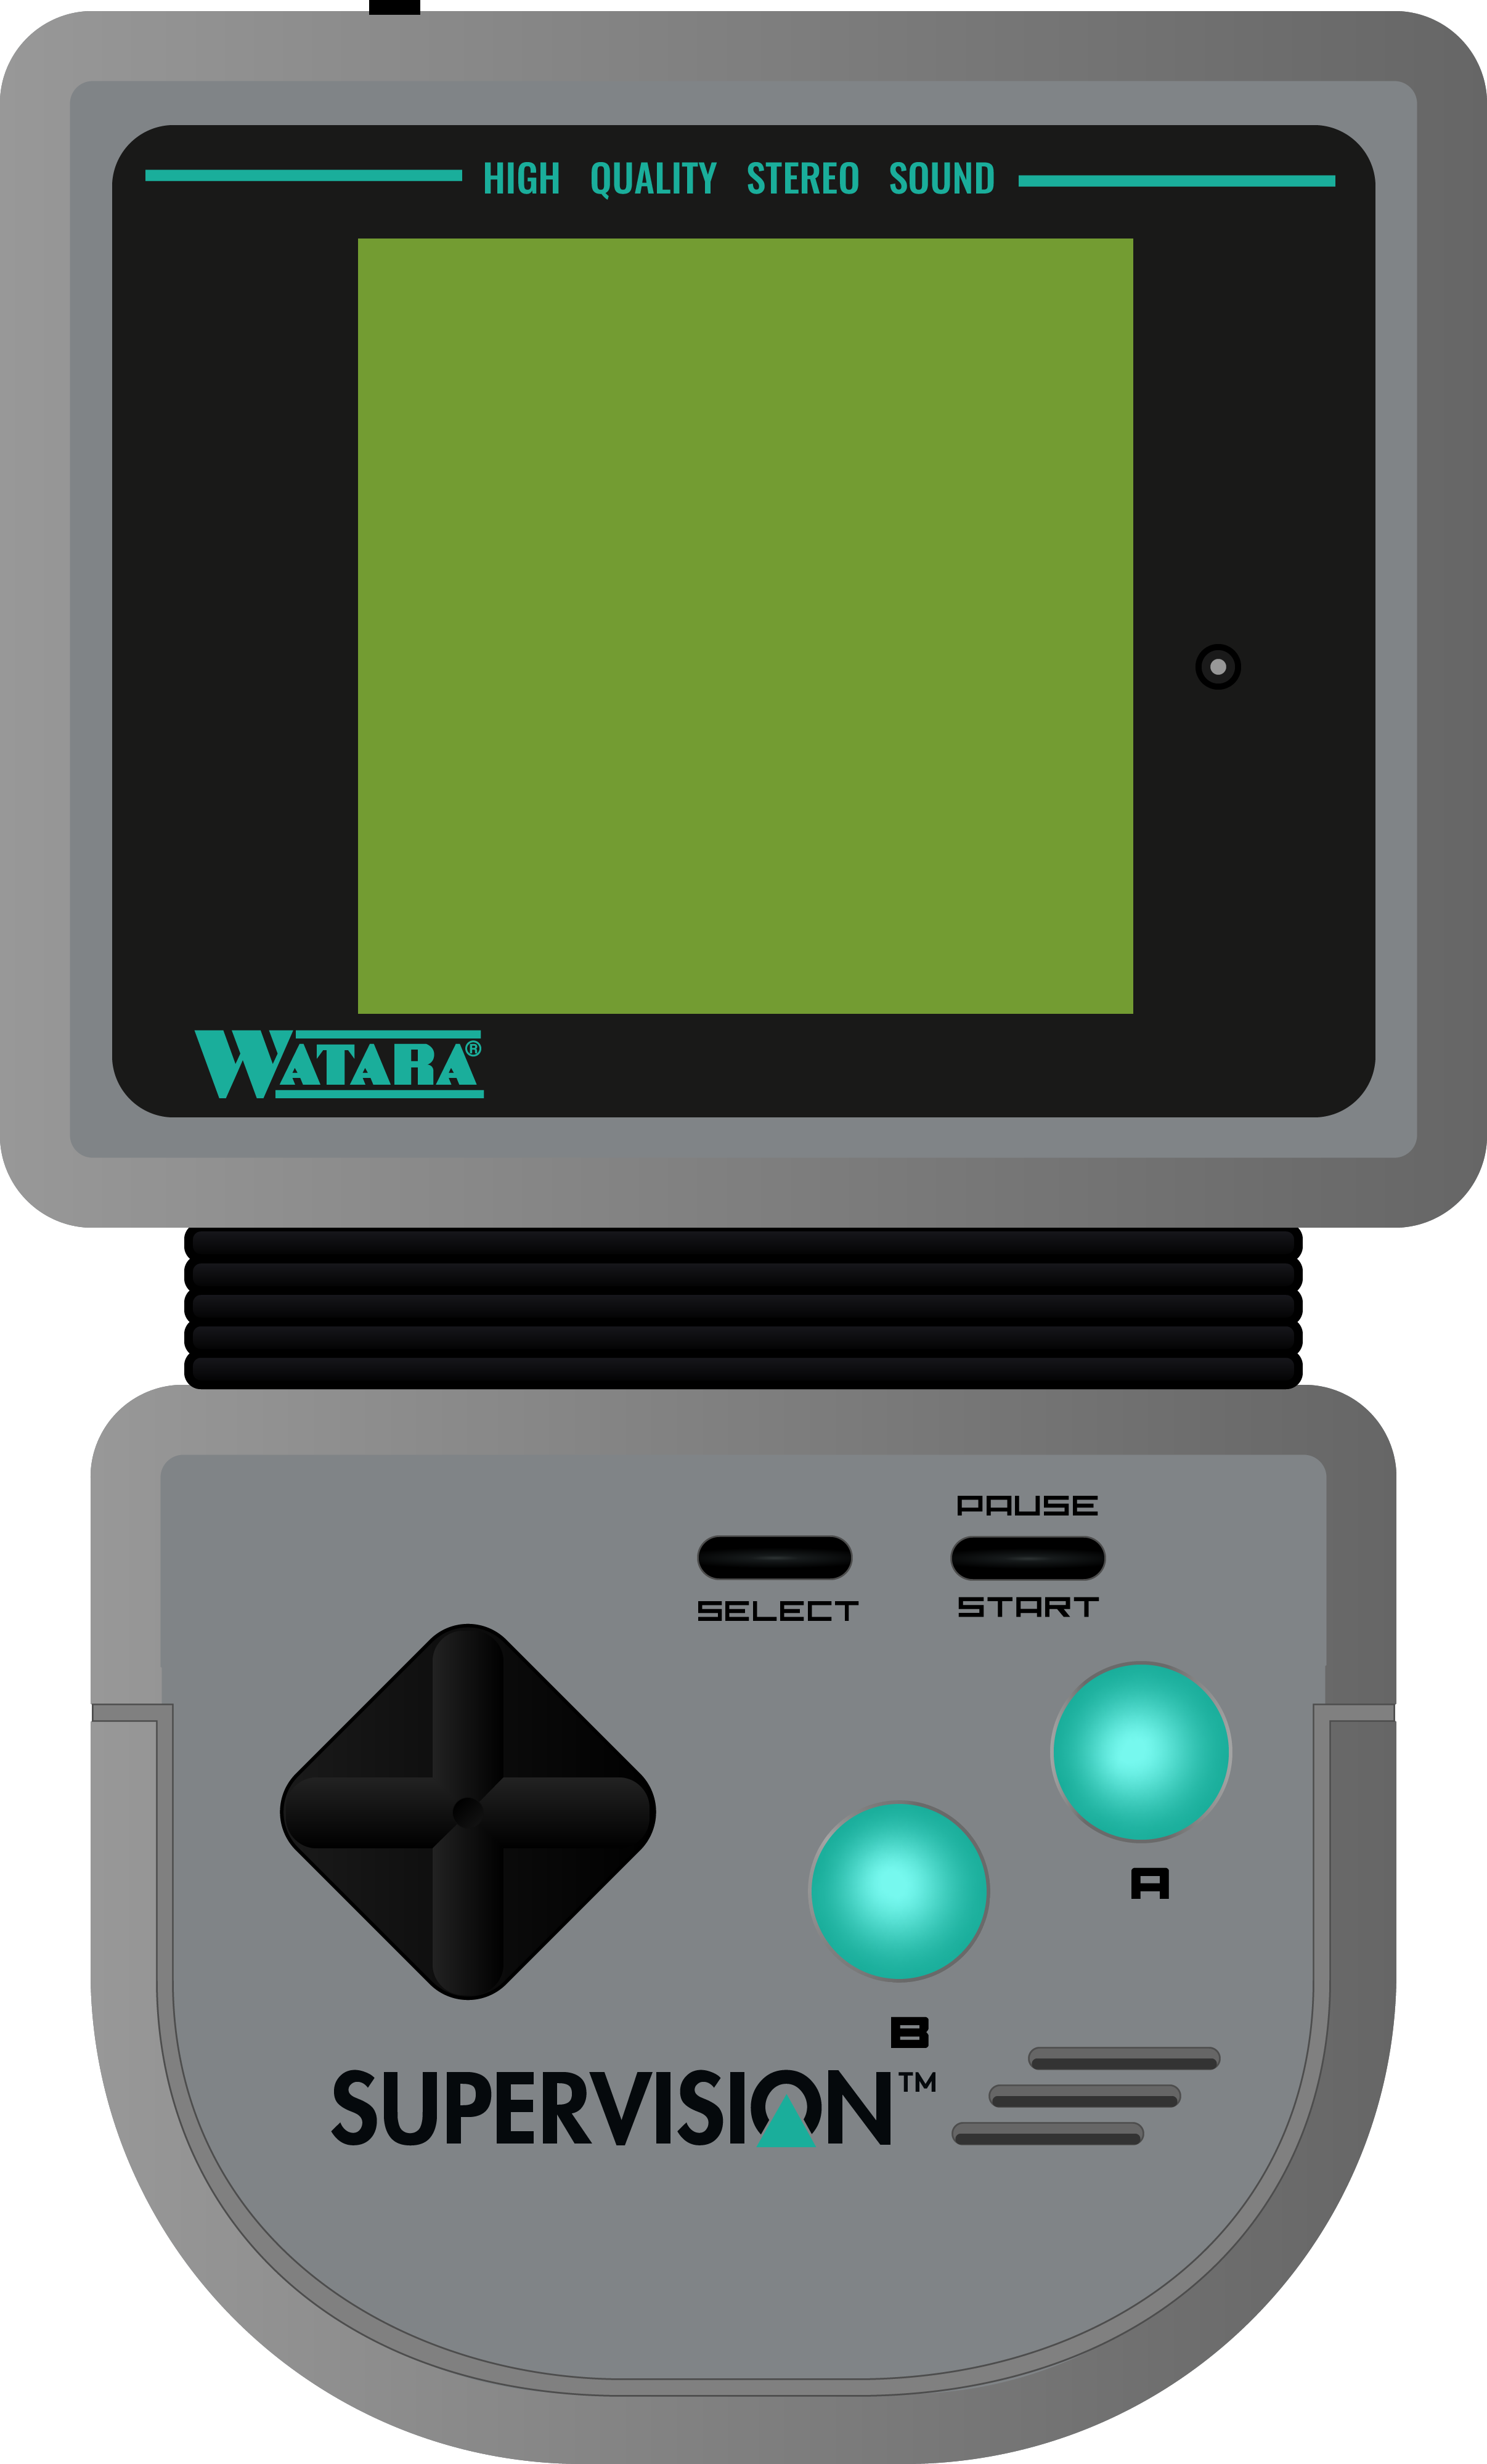 HIGH QUALITY STEREO SOUND
WATARA®
PAUSE
SELECT
START
A
B
SUPERVISION™